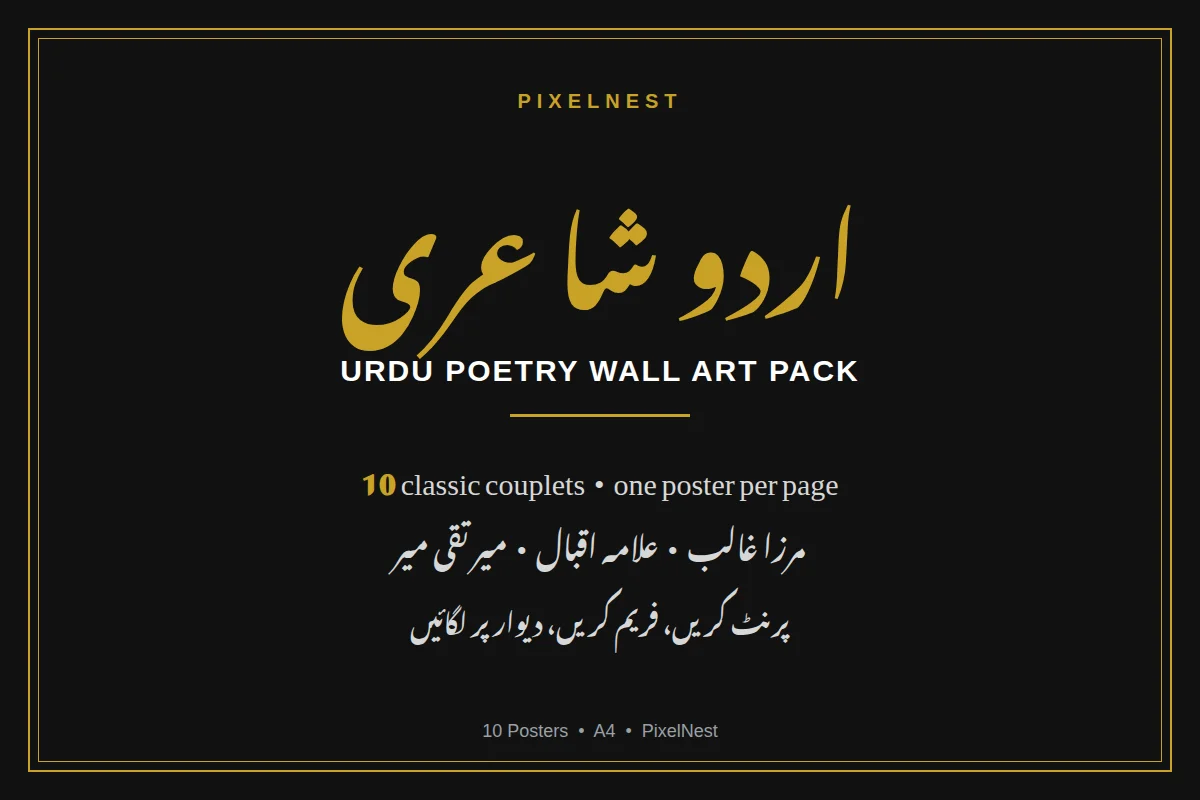 PIXELNEST
اردو شاعری
URDU POETRY WALL ART PACK
10 classic couplets • one poster per page
مرزا غالب • علامہ اقبال • میر تقی میر
پرنٹ کریں، فریم کریں، دیوار پر لگائیں
10 Posters • A4 • PixelNest